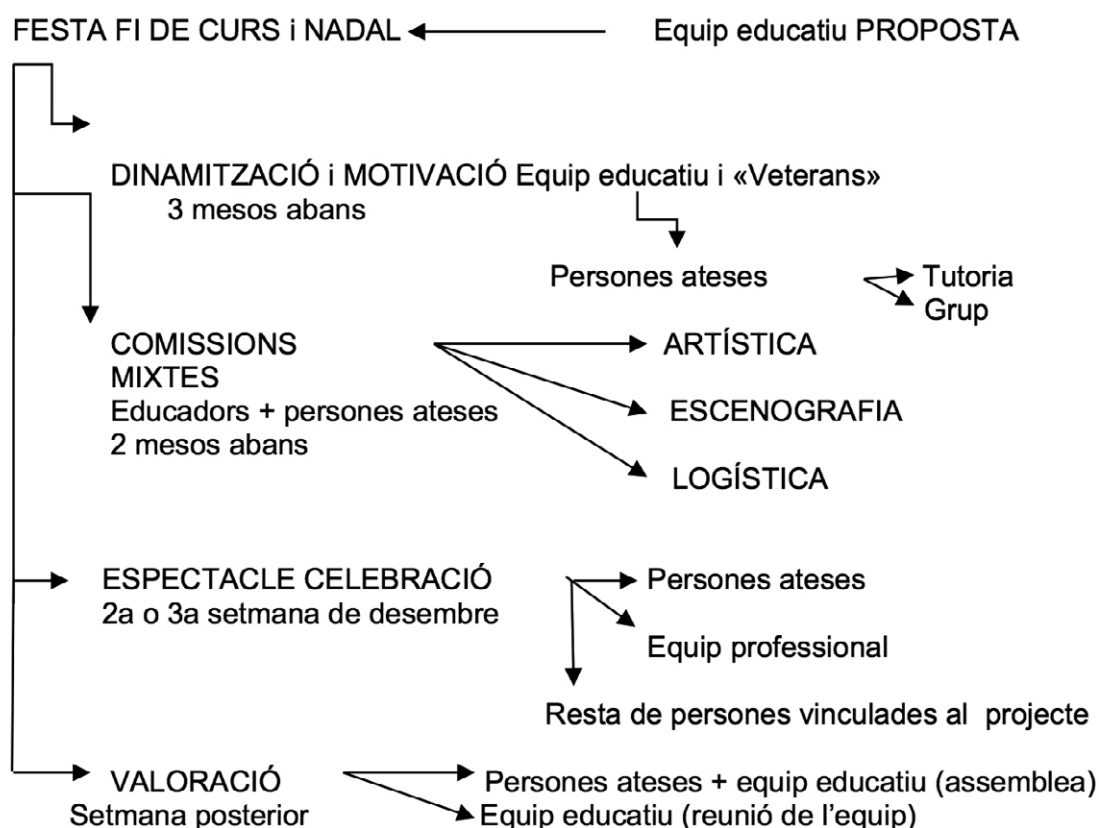 FESTA FI DE CURS i NADAL Equip educatiu PROPOSTA
DINAMITZACIÓ i MOTIVACIÓ Equip educatiu i «Veterans»
3 mesos abans
Persones ateses
Tutoria
Grup
COMISSIONS
MIXTES
Educadors + persones ateses
2 mesos abans
ARTÍSTICA
ESCENOGRAFIA
LOGÍSTICA
ESPECTACLE CELEBRACIÓ
2a o 3a setmana de desembre
Persones ateses
Equip professional
Resta de persones vinculades al projecte
VALORACIÓ
Setmana posterior
Persones ateses + equip educatiu (assemblea)
Equip educatiu (reunió de l'equip)